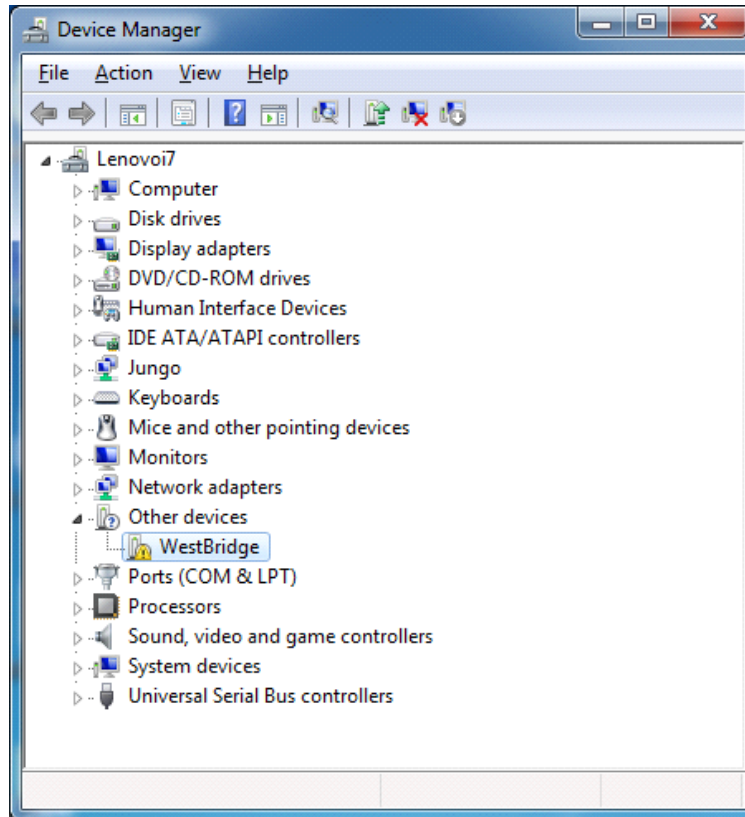 Device Manager
File Action View Help
Lenovoi7
Computer
Disk drives
Display adapters
DVD/CD-ROM drives
Human Interface Devices
IDE ATA/ATAPI controllers
Jungo
Keyboards
Mice and other pointing devices
Monitors
Network adapters
Other devices
WestBridge
Ports (COM & LPT)
Processors
Sound, video and game controllers
System devices
Universal Serial Bus controllers